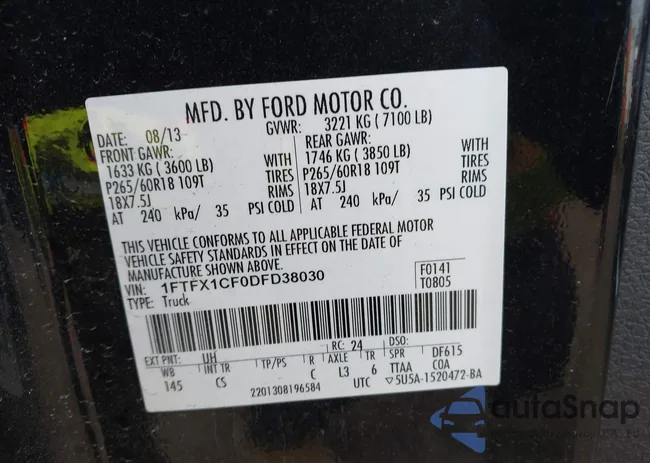 MFD. BY FORD MOTOR CO.
DATE: 08/13 GVWR: 3221 KG ( 7100 LB)
FRONT GAWR: REAR GAWR:
1633 KG ( 3600 LB) WITH 1746 KG ( 3850 LB) WITH
P265/60R18 109T TIRES P265/60R18 109T TIRES
18X7.5J RIMS 18X7.5J RIMS
AT 240 kPa/ 35 PSI COLD AT 240 kPa/ 35 PSI COLD
THIS VEHICLE CONFORMS TO ALL APPLICABLE FEDERAL MOTOR
VEHICLE SAFETY STANDARDS IN EFFECT ON THE DATE OF
MANUFACTURE SHOWN ABOVE.
VIN: 1FTFX1CF0DFD38030 F0141
TYPE: Truck T0805
EXT PNT: UH RC: 24 DSO:
WB INT TR TP/PS R AXLE TR SPR DF615
145 CS - C L3 6 TTAA COA
2201308196584 UTC ▽5U5A-1520472-BA
autoSnap